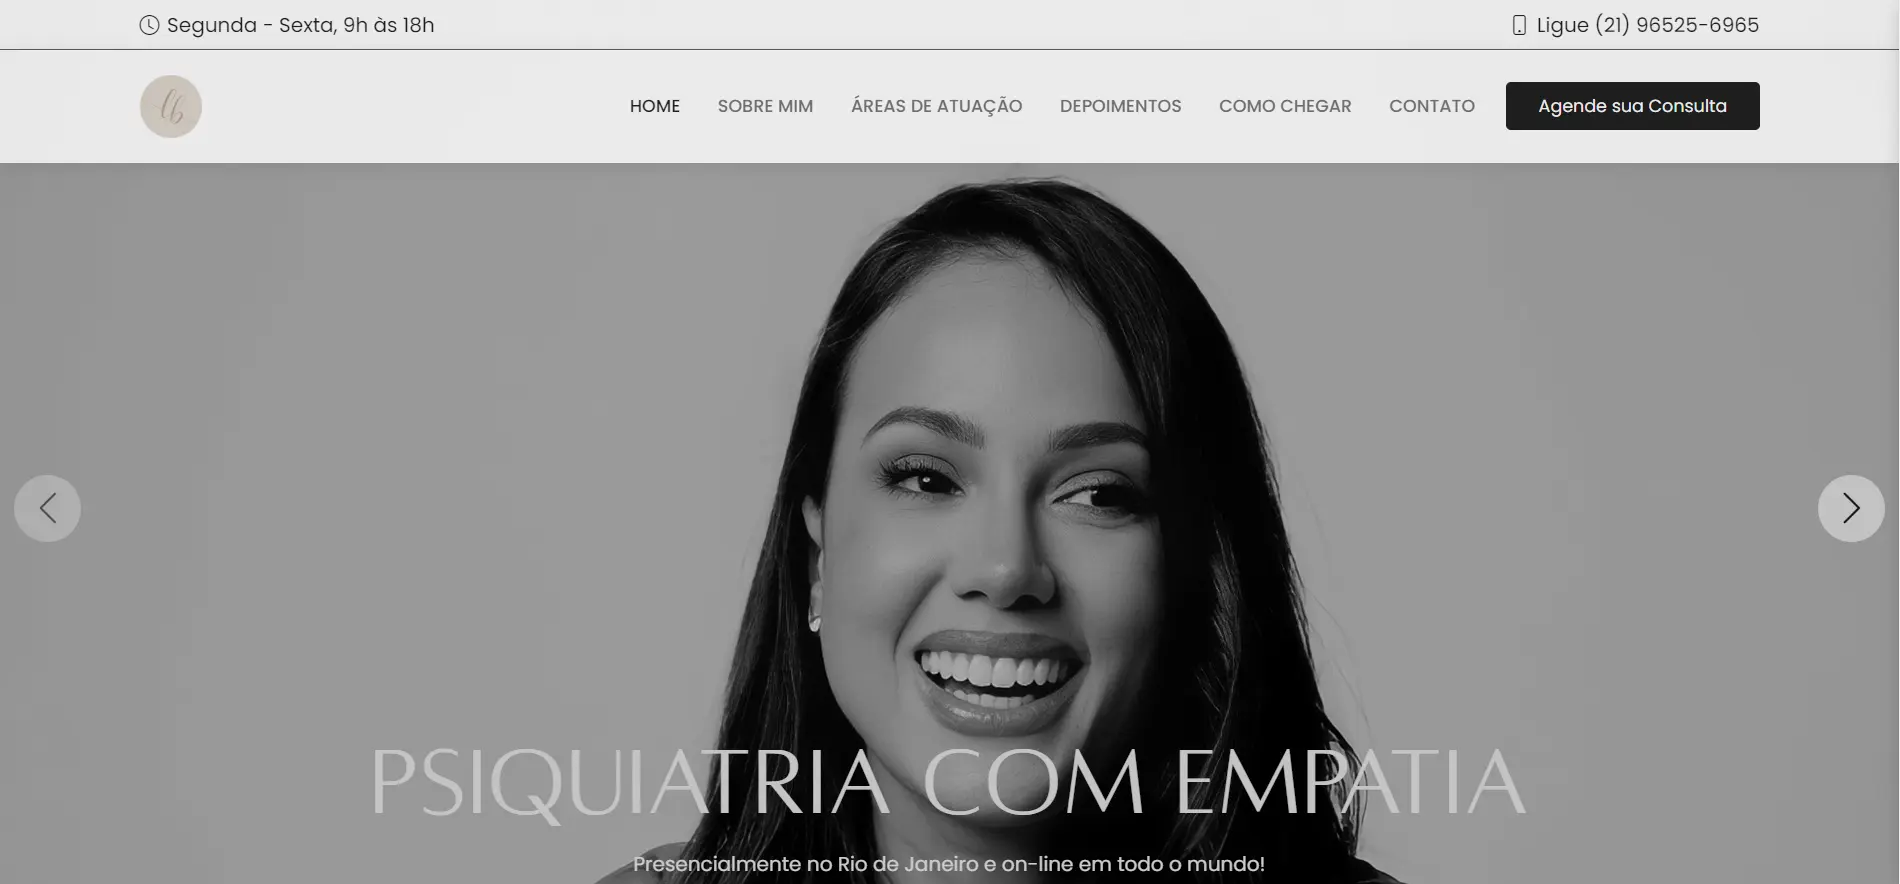 Segunda - Sexta, 9h às 18h
Ligue (21) 96525-6965
lb
HOME SOBRE MIM ÁREAS DE ATUAÇÃO DEPOIMENTOS COMO CHEGAR CONTATO Agende sua Consulta
PSIQUIATRIA COM EMPATIA
Presencialmente no Rio de Janeiro e on-line em todo o mundo!